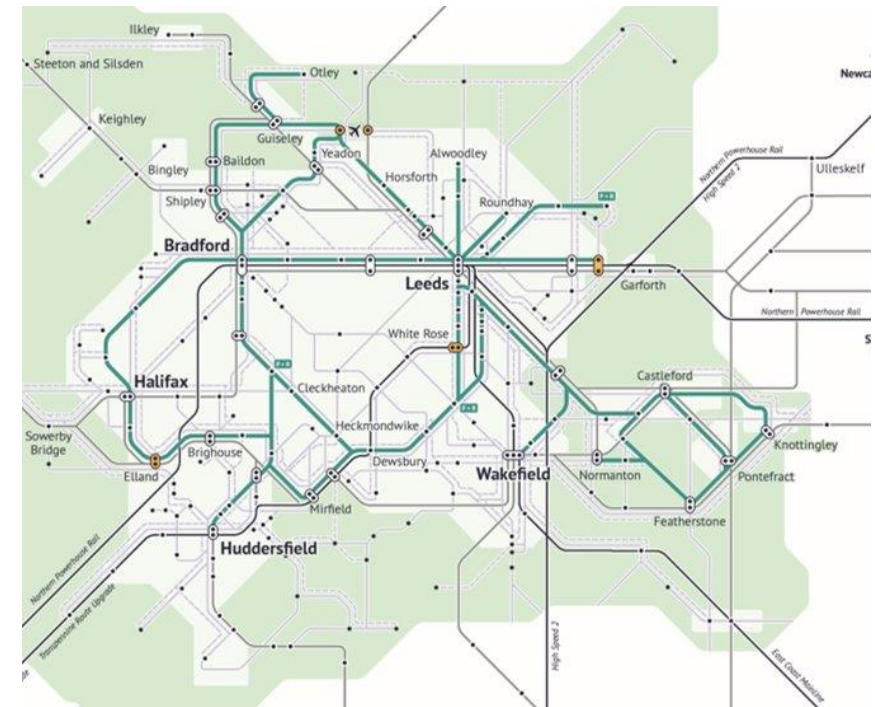 Ilkley
Steeton and Silsden
Otley
Newca
Keighley
Guiseley
Yeadon
Alwoodley
Northern Powerhouse Rail
High Speed 2
Ulleskelf
Bingley
Baildon
Horsforth
Shipley
Roundhay
P+R
Bradford
Leeds
Garforth
Northern Powerhouse Rail
White Rose
S
P+R
Halifax
Cleckheaton
Castleford
P+R
Sowerby
Bridge
Heckmondwike
Knottingley
Elland
Brighouse
Dewsbury
Wakefield
Normanton
Pontefract
Mirfield
Featherstone
Huddersfield
Northern Powerhouse Rail
Transpennine Route Upgrade
High Speed 2
East Coast Mainline